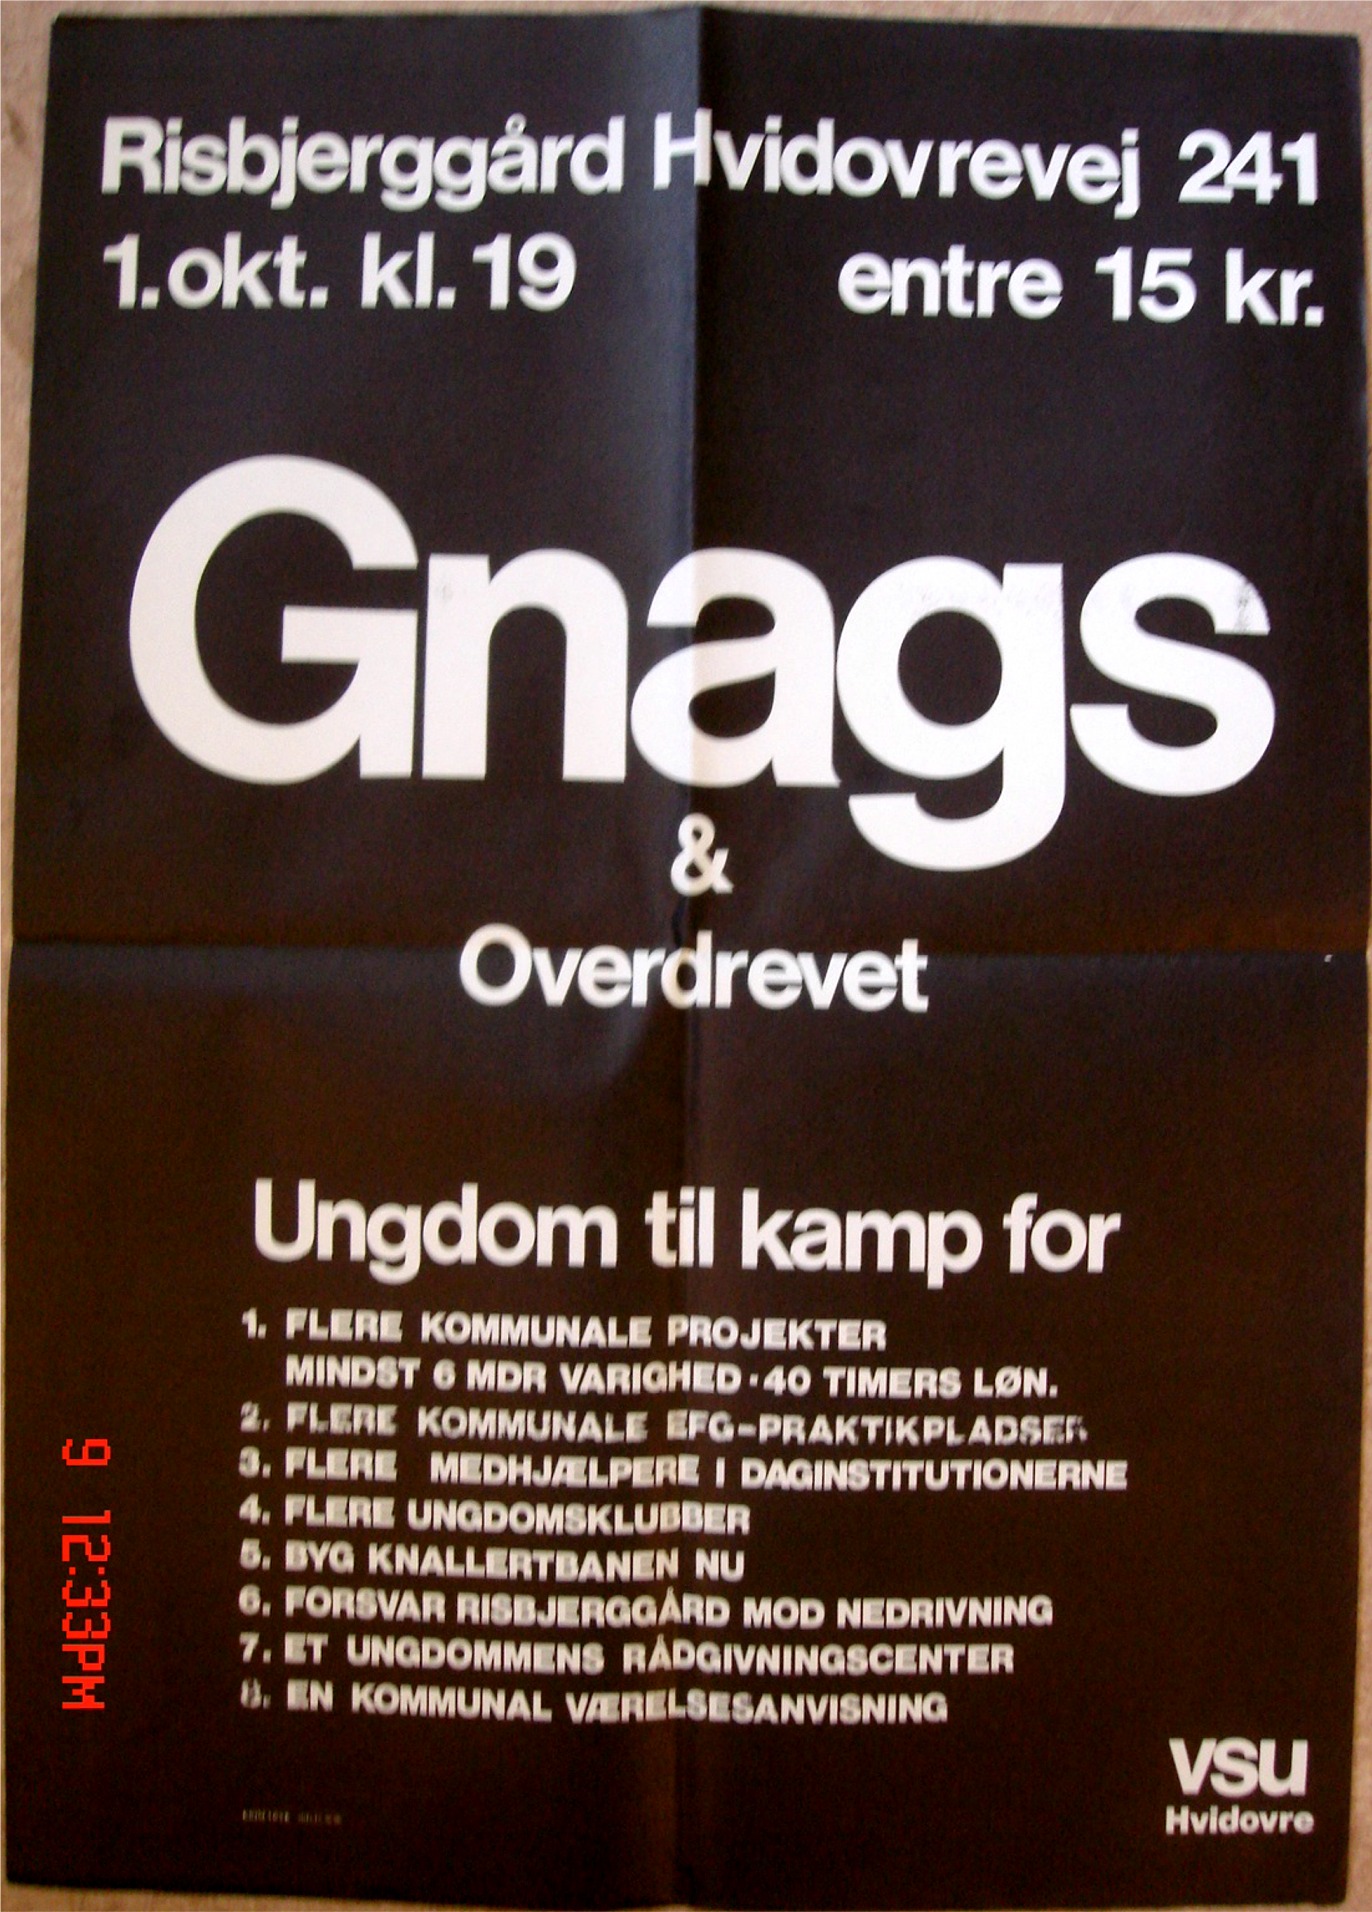 Risbjerggård Hvidovrevej 241
1. okt. kl. 19 entre 15 kr.
Gnags
&
Overdrevet
Ungdom til kamp for
1. FLERE KOMMUNALE PROJEKTER
MINDST 6 MDR VARIGHED · 40 TIMERS LØN.
2. FLERE KOMMUNALE EFG-PRAKTIKPLADSER
3. FLERE MEDHJÆLPERE I DAGINSTITUTIONERNE
4. FLERE UNGDOMSKLUBBER
5. BYG KNALLERTBANEN NU
6. FORSVAR RISBJERGGÅRD MOD NEDRIVNING
7. ET UNGDOMMENS RÅDGIVNINGSCENTER
8. EN KOMMUNAL VÆRELSESANVISNING
VSU
Hvidovre
9 12:33PM